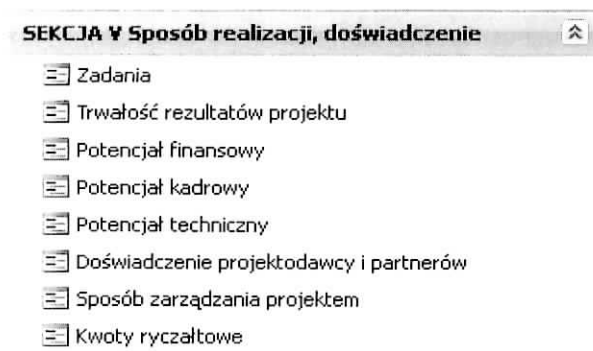 SEKCJA V Sposób realizacji, doświadczenie
Zadania
Trwałość rezultatów projektu
Potencjał finansowy
Potencjał kadrowy
Potencjał techniczny
Doświadczenie projektodawcy i partnerów
Sposób zarządzania projektem
Kwoty ryczałtowe